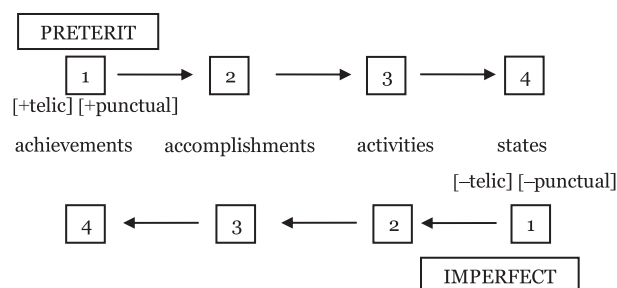 PRETERIT
1 2 3 4
[+telic] [+punctual]
achievements accomplishments activities states
[–telic] [–punctual]
4 3 2 1
IMPERFECT